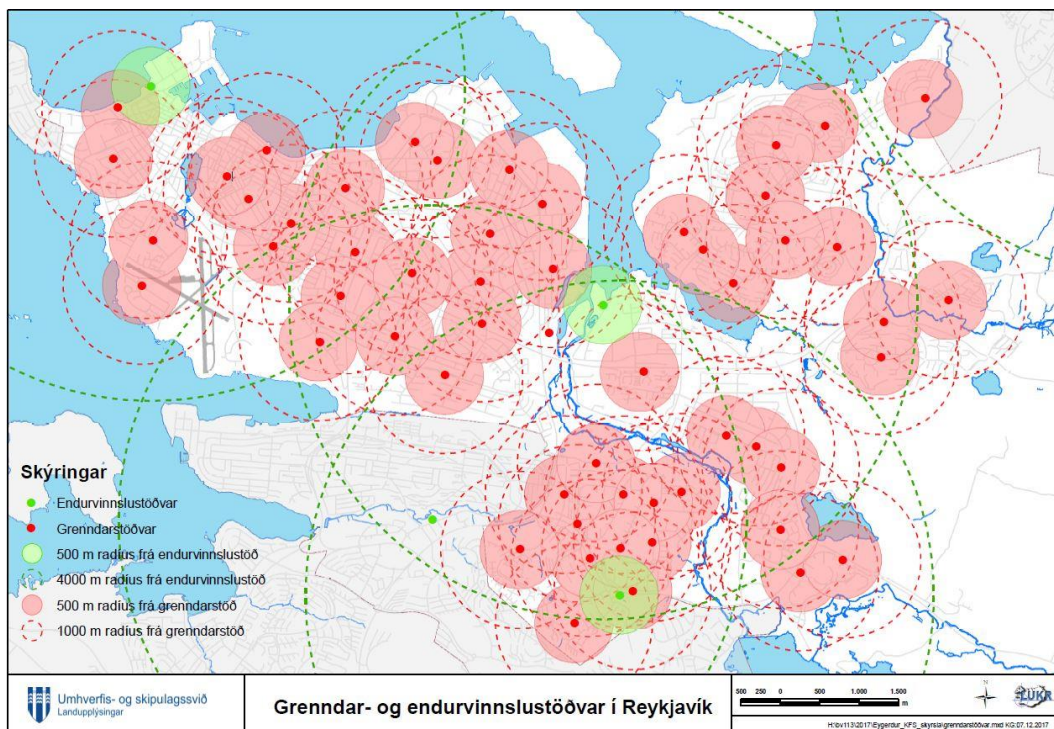 Skýringar
Endurvinnslustöðvar
Grenndarstöðvar
500 m radíus frá endurvinnslustöð
4000 m radíus frá endurvinnslustöð
500 m radíus frá grenndarstöð
1000 m radíus frá grenndarstöð
Umhverfis- og skipulagssvið
Landupplýsingar
Grenndar- og endurvinnslustöðvar í Reykjavík
500 250 0 500 1.000 1.500
m
N
LUKR